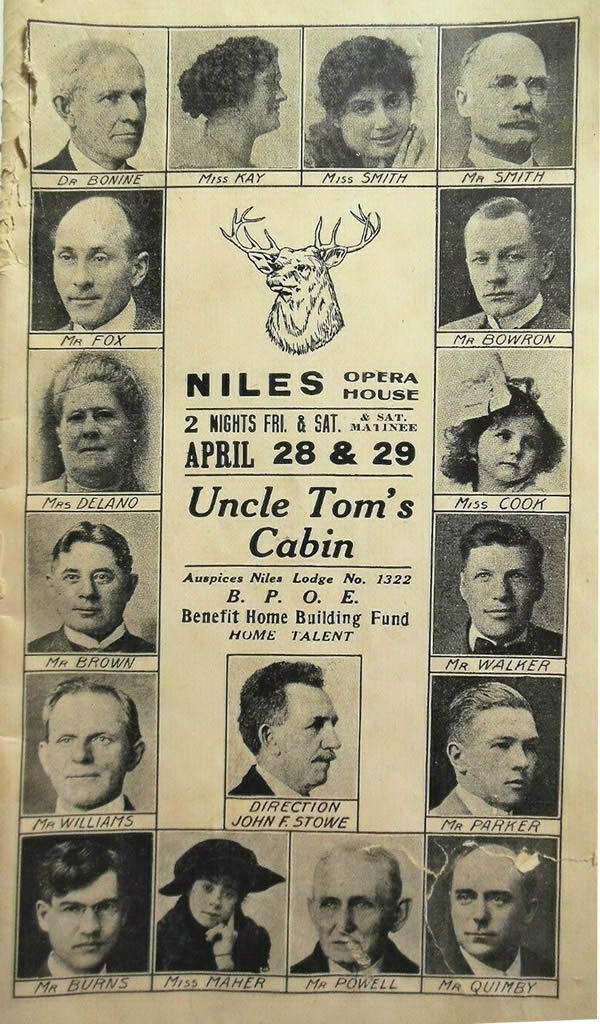 DR BONINE
MISS KAY
MISS SMITH
MR SMITH
MR FOX
MR BOWRON
NILES OPERA HOUSE
2 NIGHTS FRI. & SAT. & SAT. MATINEE
APRIL 28 & 29
MRS DELANO
MISS COOK
Uncle Tom's
Cabin
Auspices Niles Lodge No. 1322
B. P. O. E.
Benefit Home Building Fund
HOME TALENT
MR BROWN
MR WALKER
DIRECTION
JOHN F. STOWE
MR WILLIAMS
MR PARKER
MR BURNS
MISS MAHER
MR POWELL
MR QUIMBY